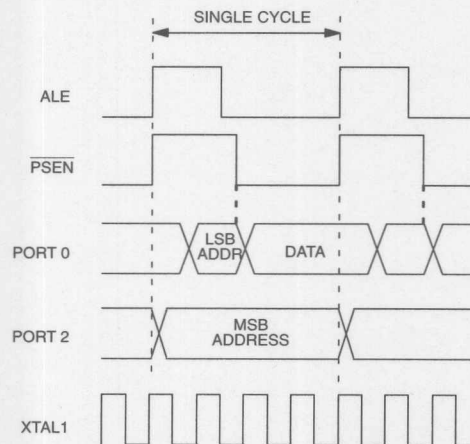 SINGLE CYCLE
ALE
PSEN
PORT 0
LSB
ADDR
DATA
PORT 2
MSB
ADDRESS
XTAL1